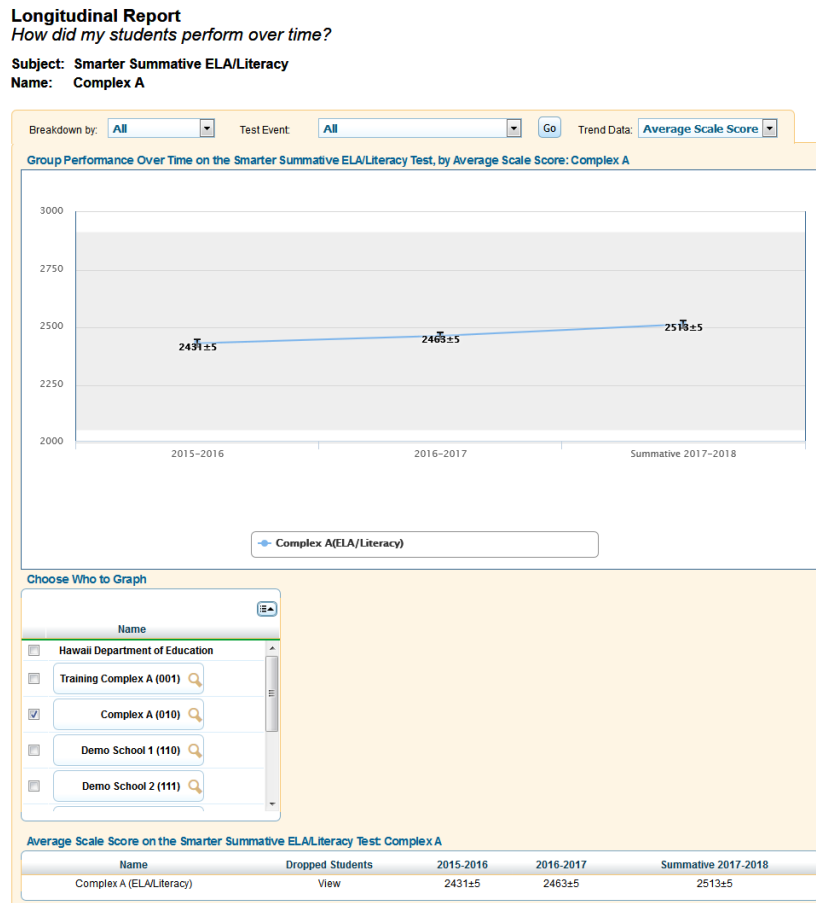 Longitudinal Report
How did my students perform over time?
Subject: Smarter Summative ELA/Literacy
Name: Complex A
Breakdown by: All Test Event: All Go Trend Data: Average Scale Score
Group Performance Over Time on the Smarter Summative ELA/Literacy Test, by Average Scale Score: Complex A
3000
2750
2500
2250
2000
2431±5
2463±5
2513±5
2015-2016 2016-2017 Summative 2017-2018
Complex A(ELA/Literacy)
Choose Who to Graph
Name
Hawaii Department of Education
Training Complex A (001)
Complex A (010)
Demo School 1 (110)
Demo School 2 (111)
Average Scale Score on the Smarter Summative ELA/Literacy Test: Complex A
Name Dropped Students 2015-2016 2016-2017 Summative 2017-2018
Complex A (ELA/Literacy) View 2431±5 2463±5 2513±5